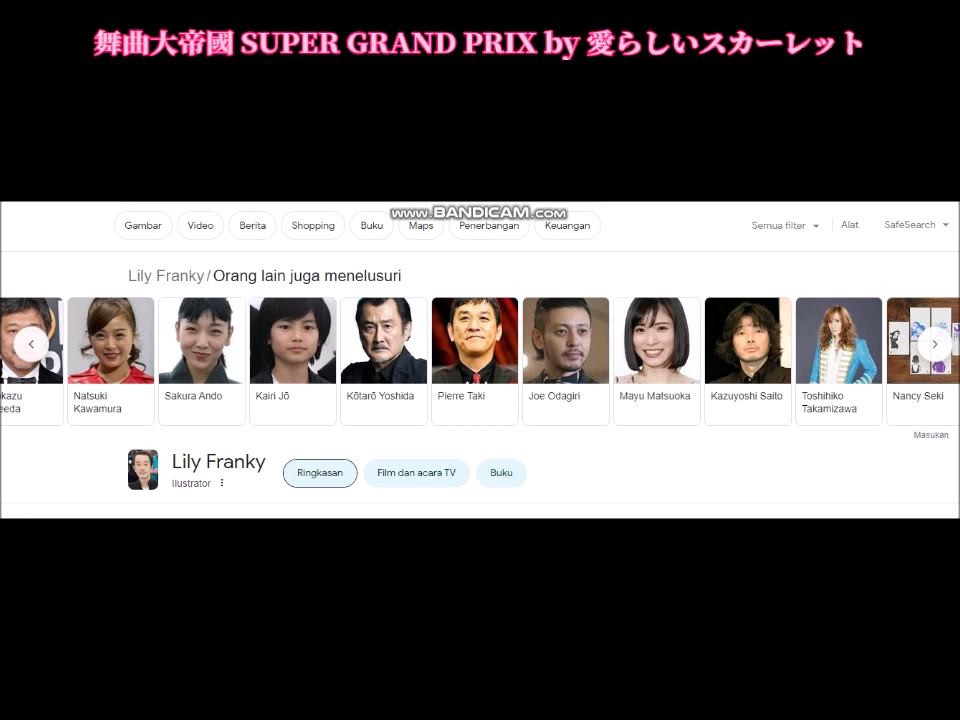 舞曲大帝國 SUPER GRAND PRIX by 愛らしいスカーレット
www.BANDICAM.com
Gambar
Video
Berita
Shopping
Buku
Maps
Penerbangan
Keuangan
Semua filter
Alat
SafeSearch
Lily Franky/Orang lain juga menelusuri
Natsuki
Kawamura
Sakura Ando
Kairi Jō
Kōtarō Yoshida
Pierre Taki
Joe Odagiri
Mayu Matsuoka
Kazuyoshi Saito
Toshihiko
Takamizawa
Nancy Seki
Masukan
Lily Franky
Ilustrator
Ringkasan
Film dan acara TV
Buku